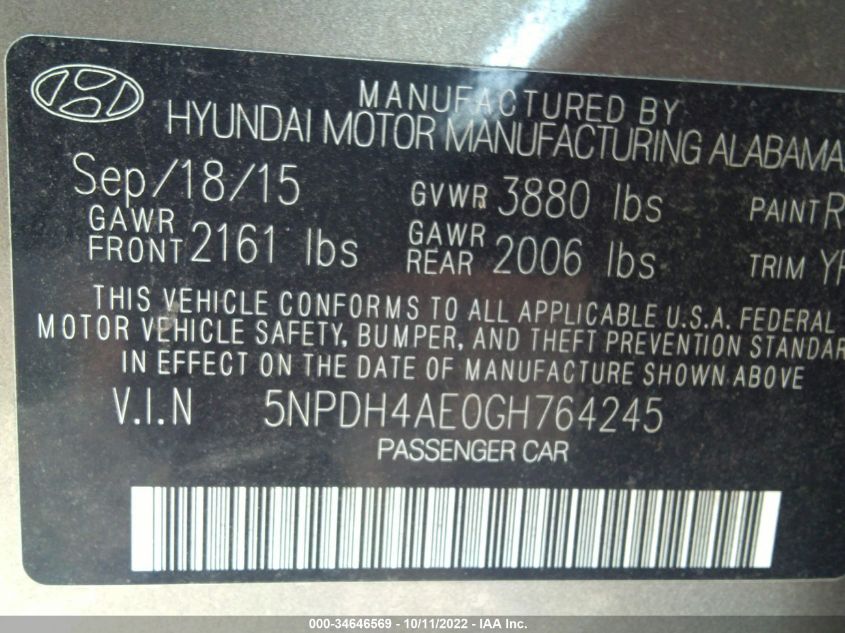 MANUFACTURED BY
HYUNDAI MOTOR MANUFACTURING ALABAMA
Sep/18/15 GVWR 3880 lbs PAINT R
GAWR FRONT 2161 lbs GAWR REAR 2006 lbs TRIM
THIS VEHICLE CONFORMS TO ALL APPLICABLE U.S.A. FEDERAL
MOTOR VEHICLE SAFETY, BUMPER, AND THEFT PREVENTION STANDAR
IN EFFECT ON THE DATE OF MANUFACTURE SHOWN ABOVE
V.I.N 5NPDH4AE0GH764245
PASSENGER CAR
000-34646569 - 10/11/2022 - IAA Inc.